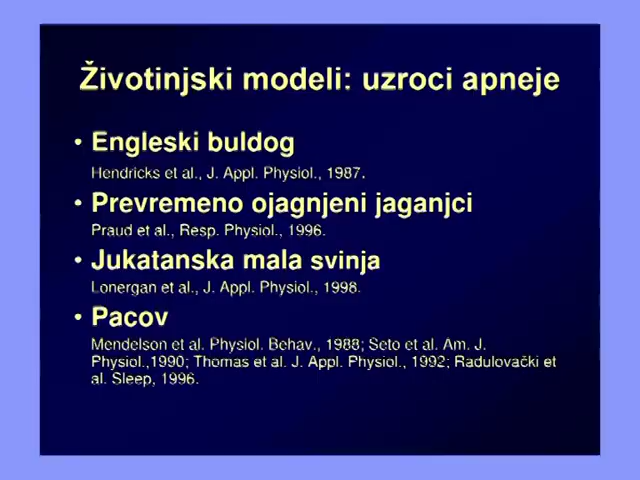 Životinjski modeli: uzroci apneje
• Engleski buldog
Hendricks et al., J. Appl. Physiol., 1987.
• Prevremeno ojagnjeni jaganjci
Praud et al., Resp. Physiol., 1996.
• Jukatanska mala svinja
Lonergan et al., J. Appl. Physiol., 1998.
• Pacov
Mendelson et al. Physiol. Behav., 1988; Seto et al. Am. J.
Physiol.,1990; Thomas et al. J. Appl. Physiol., 1992; Radulovački et
al. Sleep, 1996.